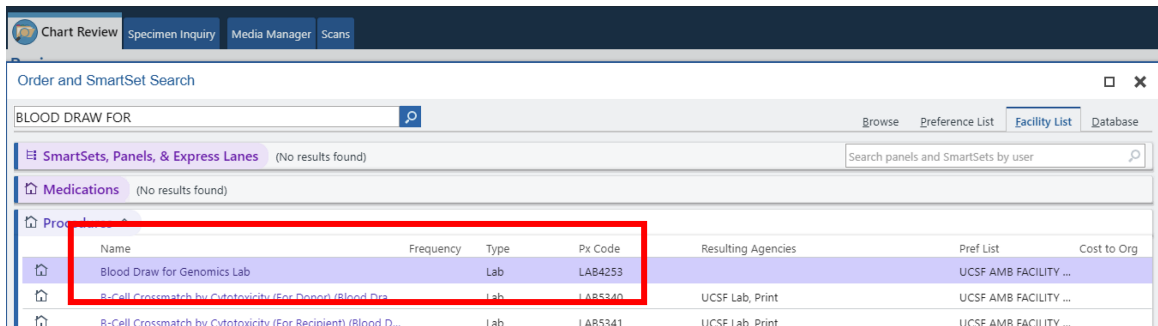 Chart Review Specimen Inquiry Media Manager Scans
Order and SmartSet Search
BLOOD DRAW FOR Browse Preference List Facility List Database
SmartSets, Panels, & Express Lanes (No results found) Search panels and SmartSets by user
Medications (No results found)
Procedures
Name Frequency Type Px Code Resulting Agencies Pref List Cost to Org
Blood Draw for Genomics Lab Lab LAB4253 UCSF AMB FACILITY ...
B-Cell Crossmatch by Cytotoxicity (For Donor) (Blood Dra... Lab LAB5340 UCSF Lab, Print UCSF AMB FACILITY ...
B-Cell Crossmatch by Cytotoxicity (For Recipient) (Blood D... Lab LAB5341 UCSF Lab, Print UCSF AMB FACILITY ...